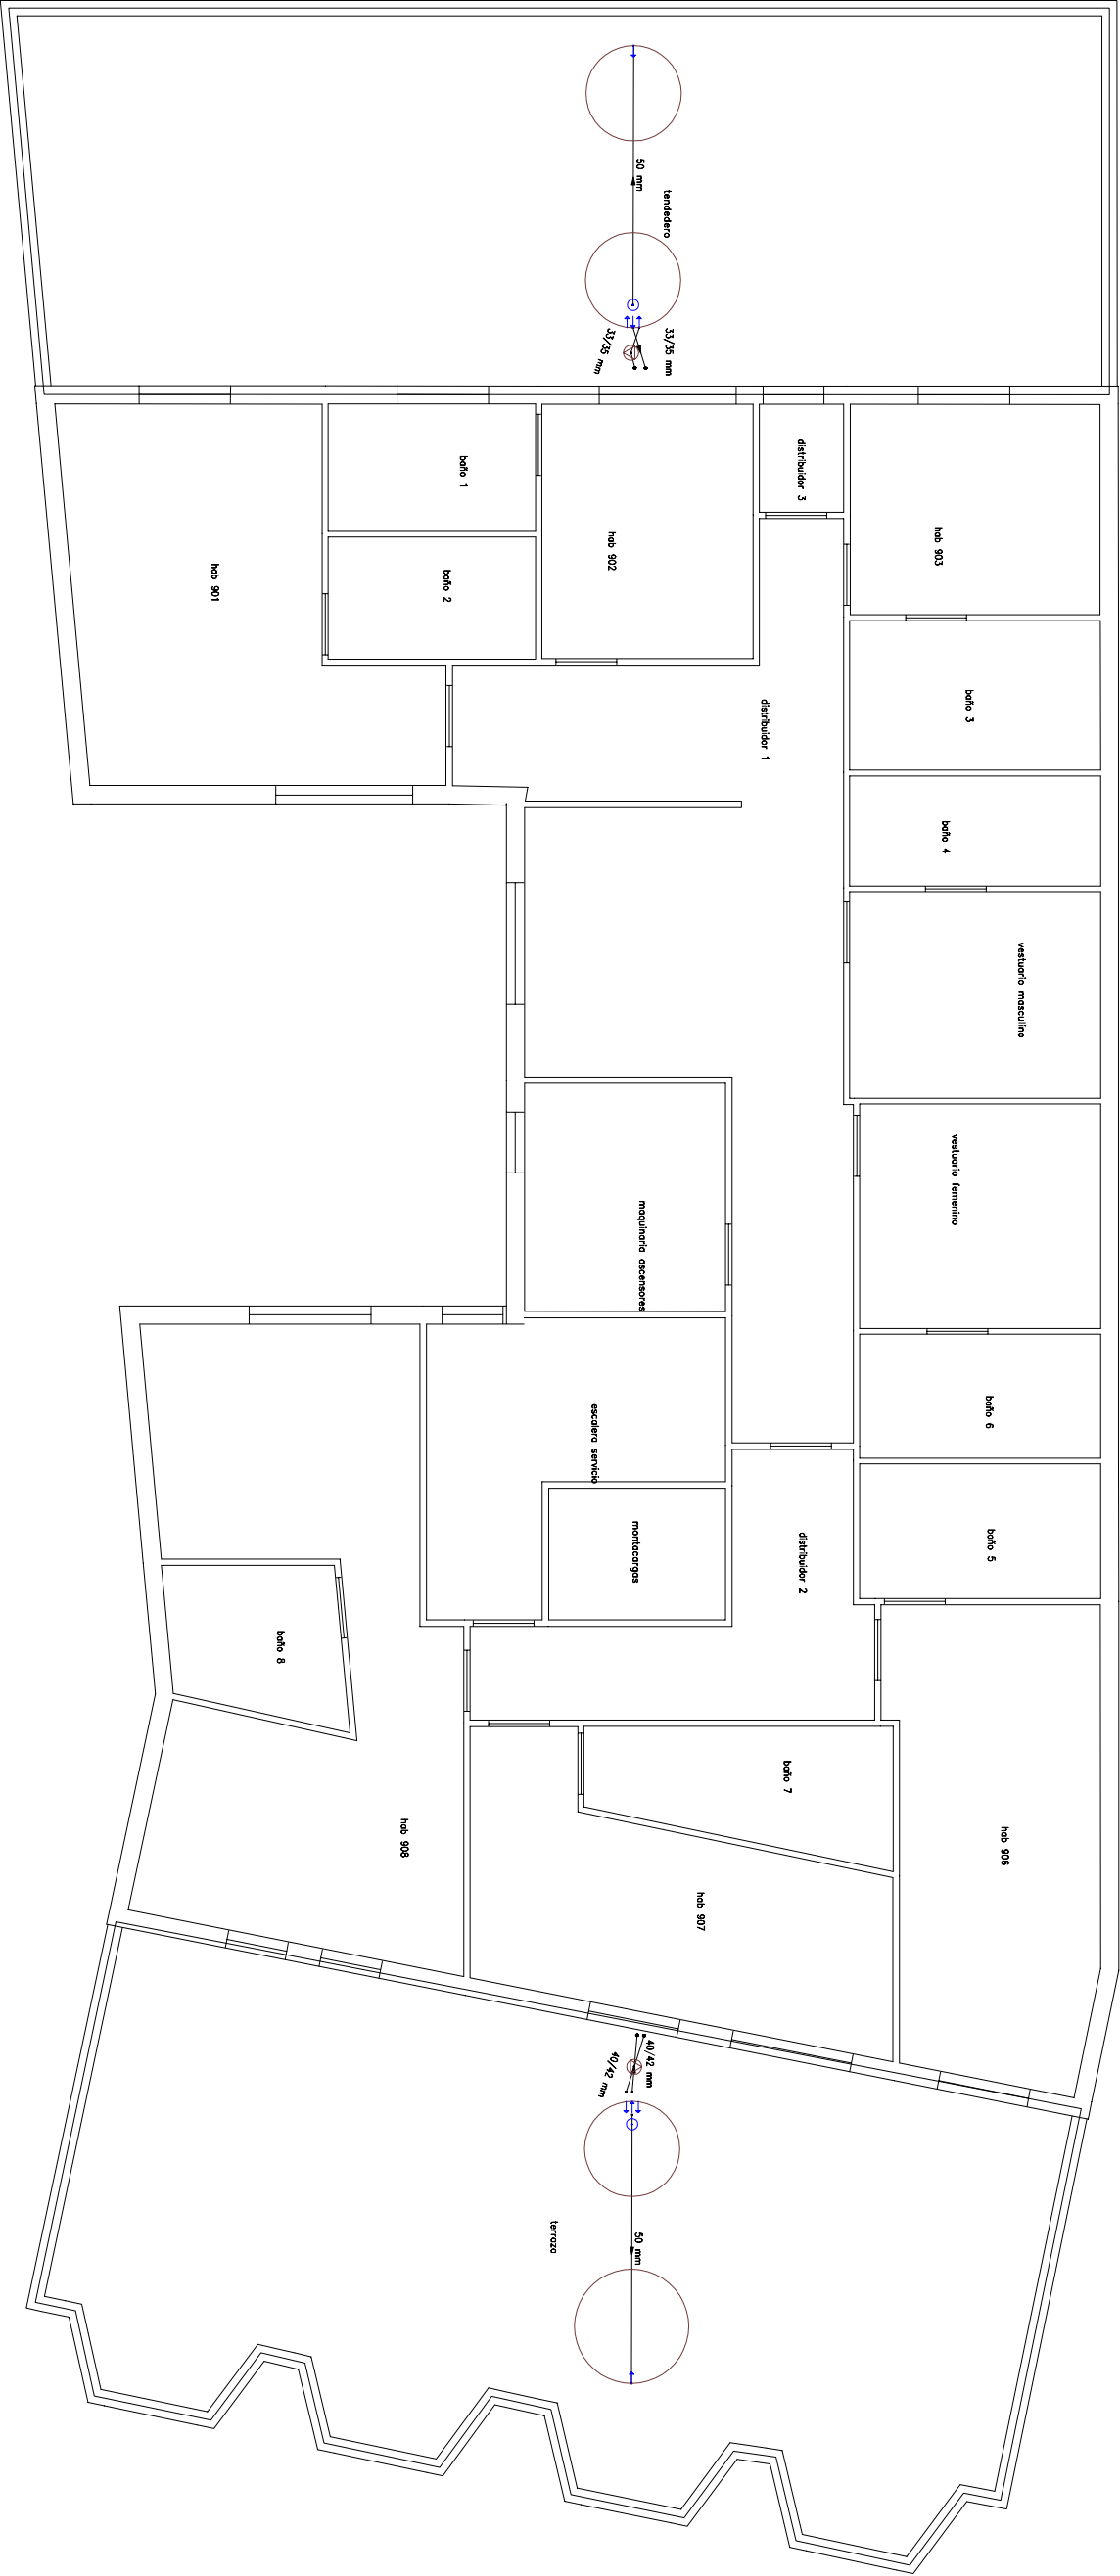 50 mm
tendedero
33/35 mm
33/35 mm
distribuidor 3
baño 1
hab 902
hab 903
hab 901
baño 2
baño 3
distribuidor 1
baño 4
vestuario masculino
vestuario femenino
maquinaria ascensores
baño 6
escalera servicio
montacargas
distribuidor 2
baño 5
baño 8
baño 7
hab 908
hab 906
hab 907
40/42 mm
40/42 mm
terraza
50 mm